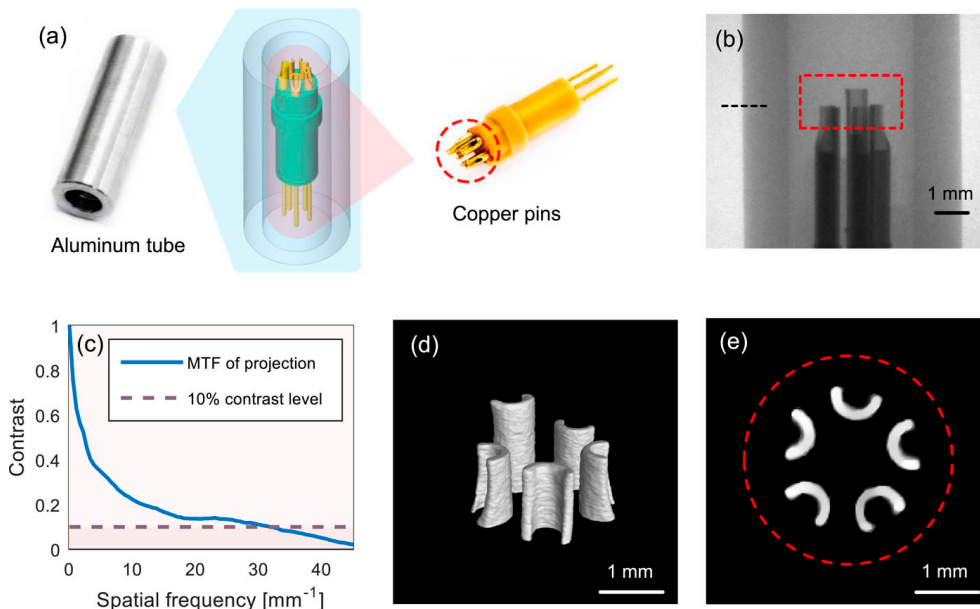 (a)
Aluminum tube
Copper pins
(b)
1 mm
(c)
MTF of projection
10% contrast level
Contrast
1
0.8
0.6
0.4
0.2
0
0 10 20 30 40
Spatial frequency [mm⁻¹]
(d)
1 mm
(e)
1 mm